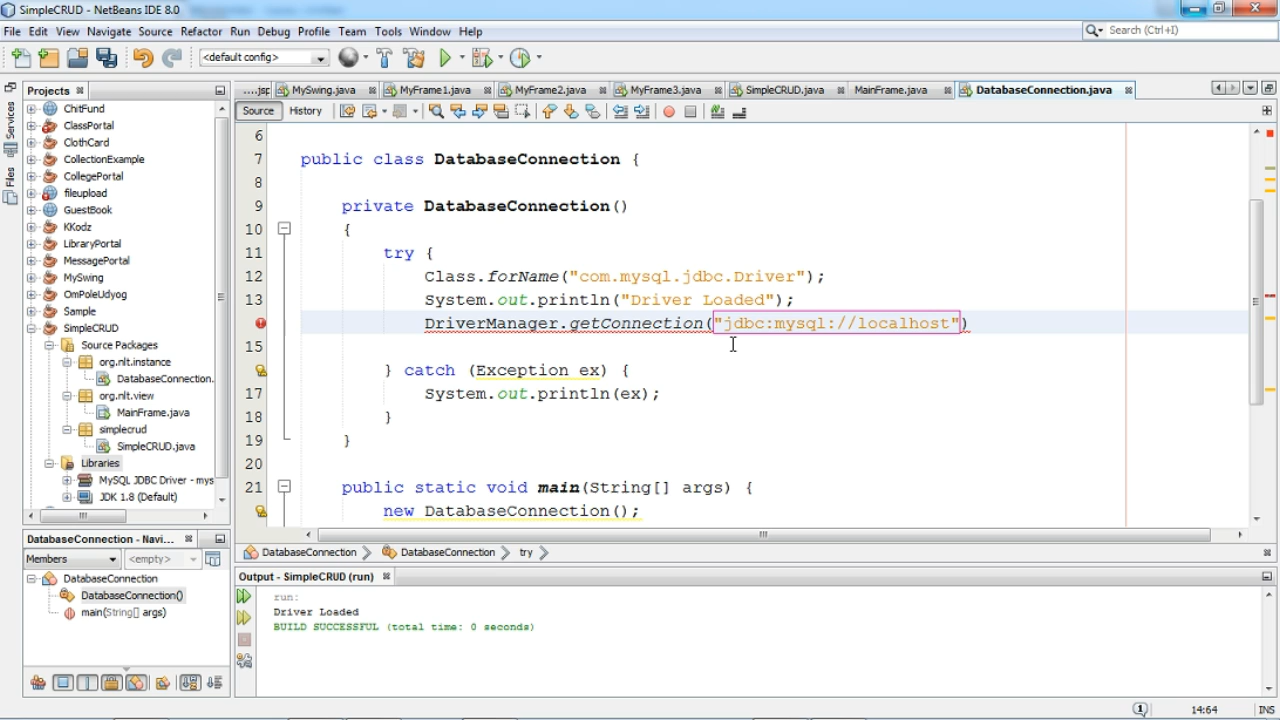 SimpleCRUD - NetBeans IDE 8.0
File Edit View Navigate Source Refactor Run Debug Profile Team Tools Window Help
Search (Ctrl+I)
<default config>
Projects
....jsp MySwing.java MyFrame1.java MyFrame2.java MyFrame3.java SimpleCRUD.java MainFrame.java DatabaseConnection.java
Source History
Services
Files
ChitFund
ClassPortal
ClothCard
CollectionExample
CollegePortal
fileupload
GuestBook
KKodz
LibraryPortal
MessagePortal
MySwing
OmPoleUdyog
Sample
SimpleCRUD
Source Packages
org.nlt.instance
DatabaseConnection.
org.nlt.view
MainFrame.java
simplecrud
SimpleCRUD.java
Libraries
MySQL JDBC Driver - mys
JDK 1.8 (Default)
6
7 public class DatabaseConnection {
8
9 private DatabaseConnection()
10 {
11 try {
12 Class.forName("com.mysql.jdbc.Driver");
13 System.out.println("Driver Loaded");
DriverManager.getConnection("jdbc:mysql://localhost")
15
} catch (Exception ex) {
17 System.out.println(ex);
18 }
19 }
20
21 public static void main(String[] args) {
new DatabaseConnection();
DatabaseConnection DatabaseConnection try
DatabaseConnection - Navi...
Members <empty>
DatabaseConnection
DatabaseConnection()
main(String[] args)
Output - SimpleCRUD (run)
run:
Driver Loaded
BUILD SUCCESSFUL (total time: 0 seconds)
1 14:64 INS